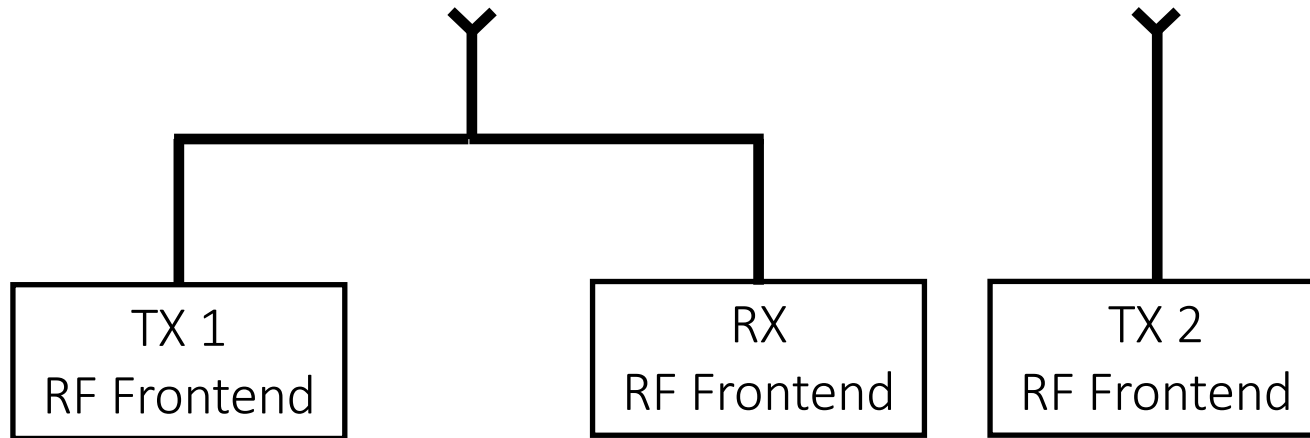 TX 1
RF Frontend
RX
RF Frontend
TX 2
RF Frontend